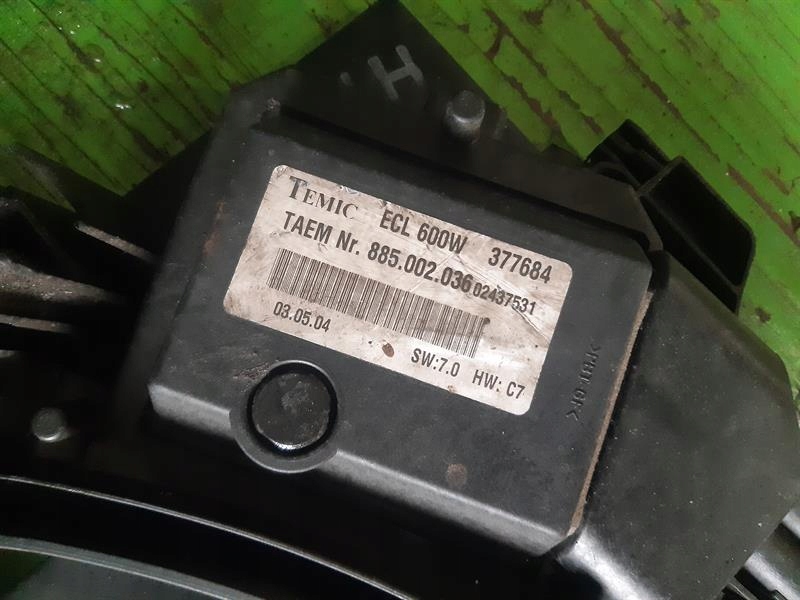 H
TEMIC ECL 600W 377684
TAEM Nr. 885.002.036 02437531
03.05.04 SW:7.0 HW: C7